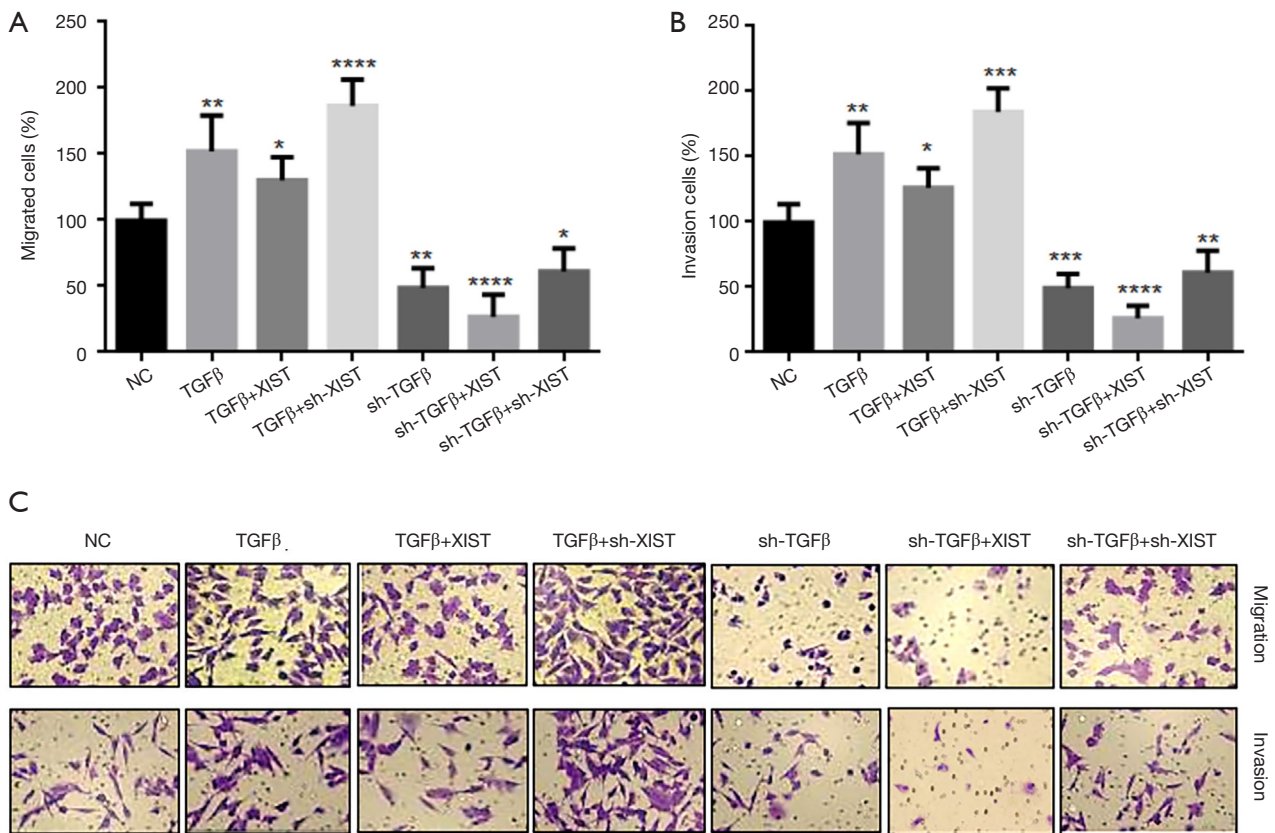 A
Migrated cells (%)
250
200
150
100
50
0
**
*
****
**
****
*
NC
TGFβ
TGFβ+XIST
TGFβ+sh-XIST
sh-TGFβ
sh-TGFβ+XIST
sh-TGFβ+sh-XIST
B
Invasion cells (%)
250
200
150
100
50
0
**
*
***
***
****
**
NC
TGFβ
TGFβ+XIST
TGFβ+sh-XIST
sh-TGFβ
sh-TGFβ+XIST
sh-TGFβ+sh-XIST
C
NC TGFβ. TGFβ+XIST TGFβ+sh-XIST sh-TGFβ sh-TGFβ+XIST sh-TGFβ+sh-XIST
Migration
Invasion